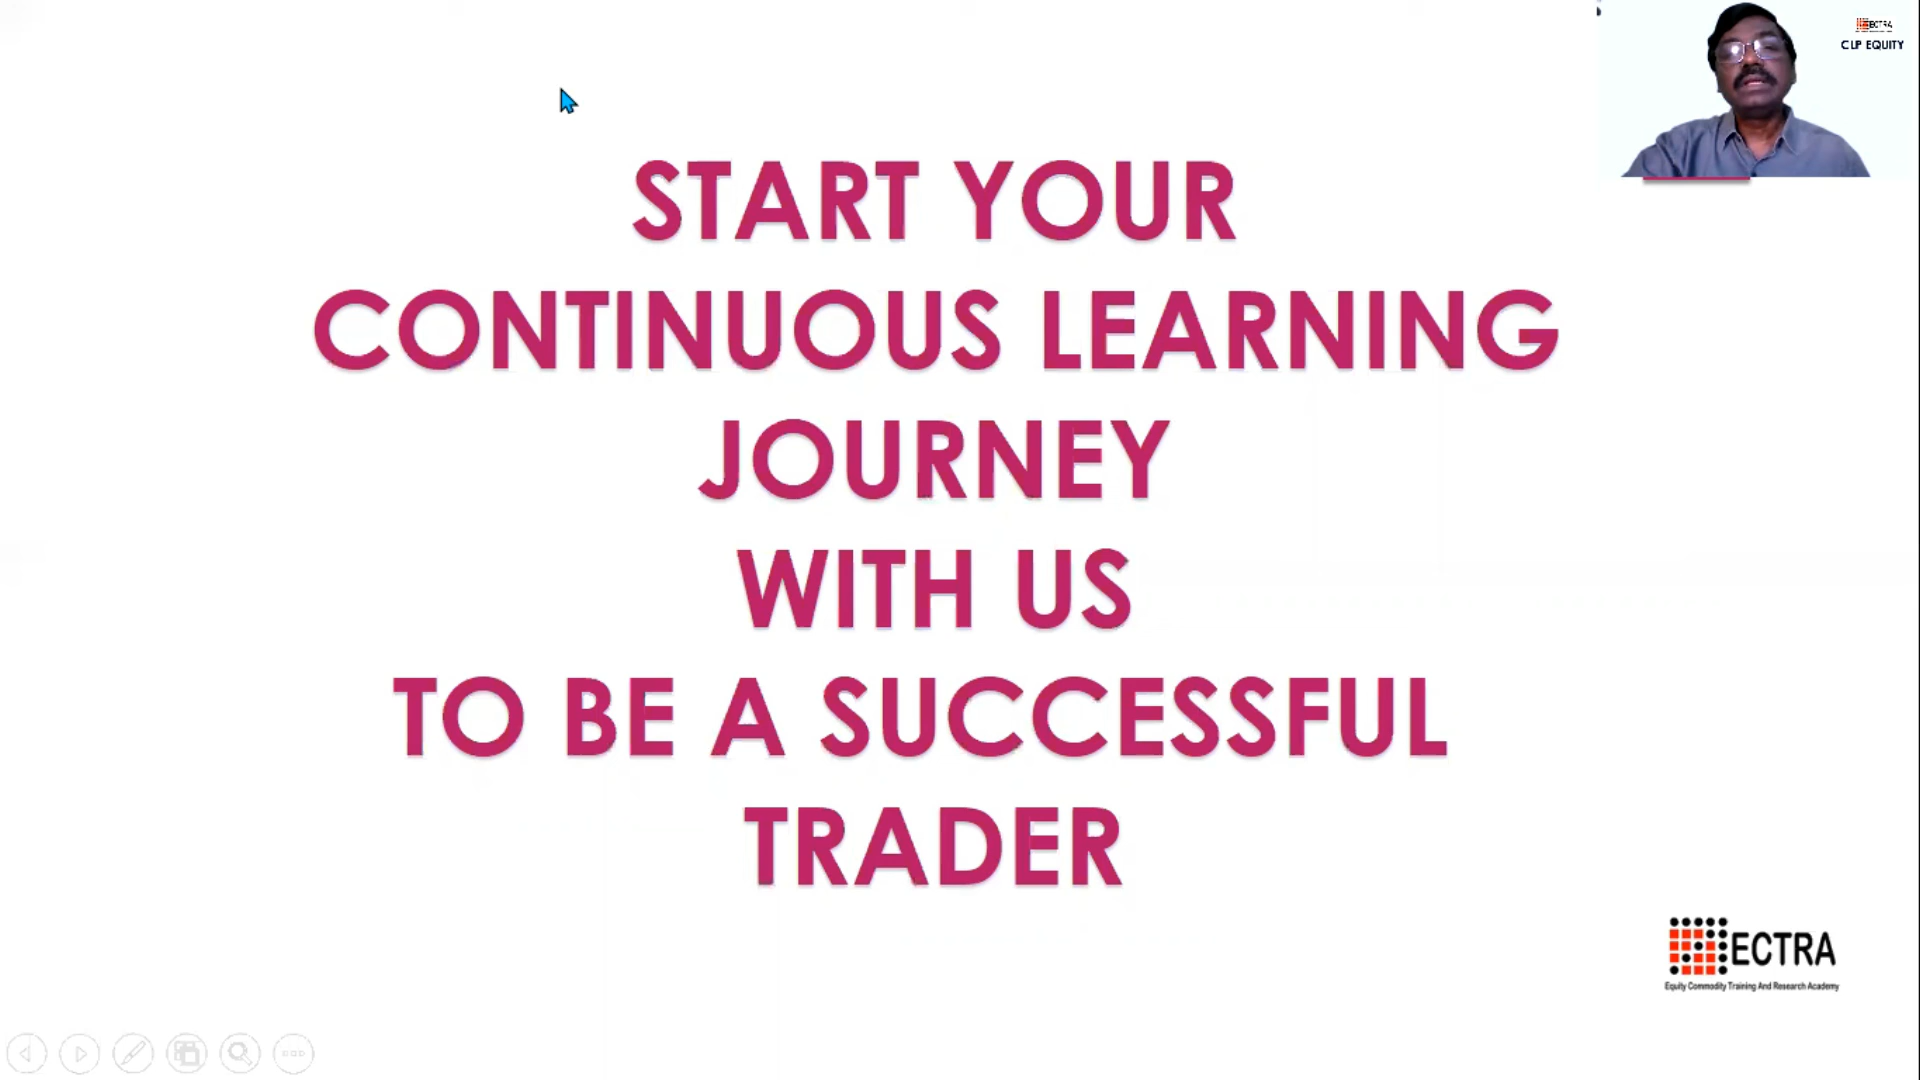 ECTRA
CLP EQUITY
START YOUR
CONTINUOUS LEARNING
JOURNEY
WITH US
TO BE A SUCCESSFUL
TRADER
ECTRA
Equity Commodity Training And Research Academy